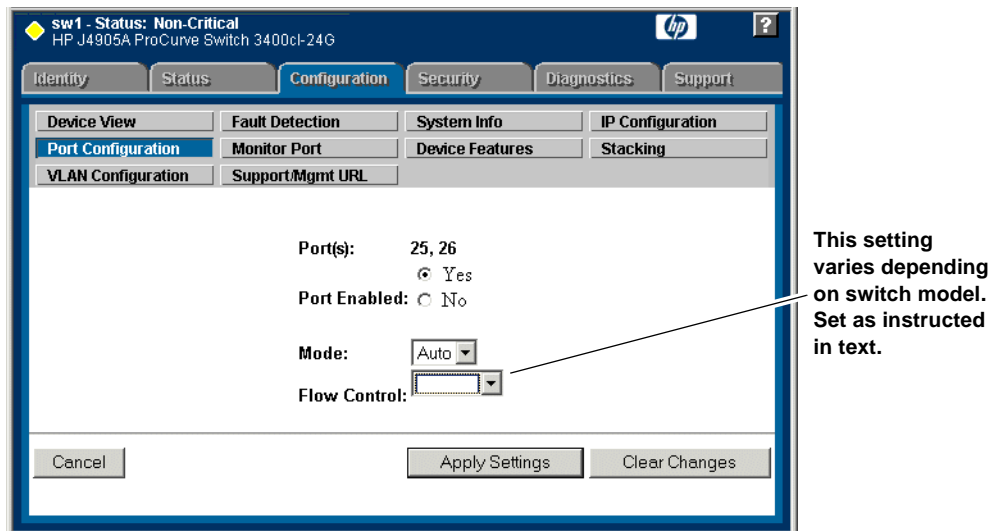 sw1 - Status: Non-Critical
HP J4905A ProCurve Switch 3400cl-24G
hp
?
Identity Status Configuration Security Diagnostics Support
Device View Fault Detection System Info IP Configuration
Port Configuration Monitor Port Device Features Stacking
VLAN Configuration Support/Mgmt URL
Port(s): 25, 26
Yes
Port Enabled: No
Mode: Auto
Flow Control:
This setting
varies depending
on switch model.
Set as instructed
in text.
Cancel Apply Settings Clear Changes